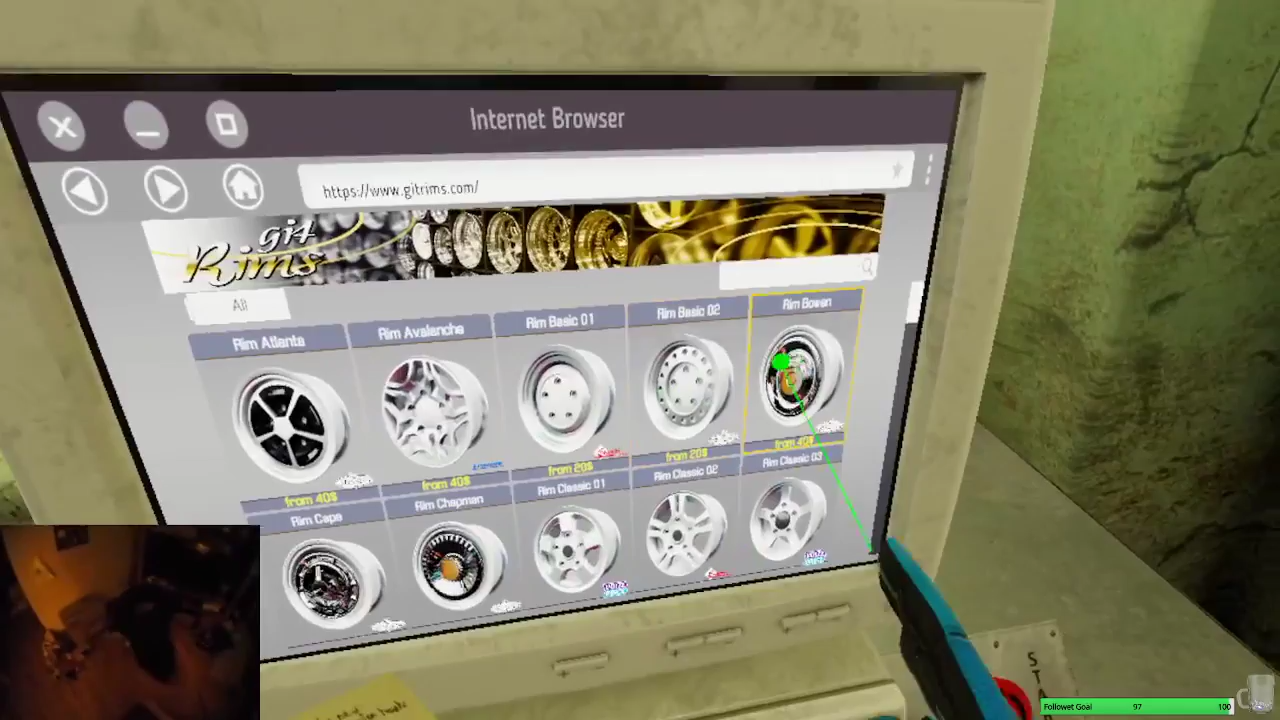 Internet Browser
https://www.gitrims.com/
git
Rims
All
Rim Atlanta
Rim Avalanche
Rim Basic 01
Rim Basic 02
Rim Bowen
from 40$
from 40$
from 20$
from 20$
from 40$
Rim Cape
Rim Chapman
Rim Classic 01
Rim Classic 02
Rim Classic 03
Follower Goal
97
100